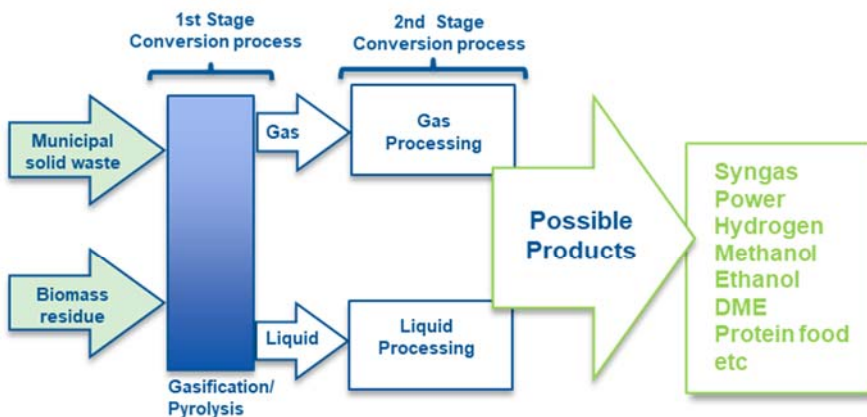 1st Stage
Conversion process
2nd Stage
Conversion process
Municipal
solid waste
Biomass
residue
Gasification/
Pyrolysis
Gas
Liquid
Gas
Processing
Liquid
Processing
Possible
Products
Syngas
Power
Hydrogen
Methanol
Ethanol
DME
Protein food
etc